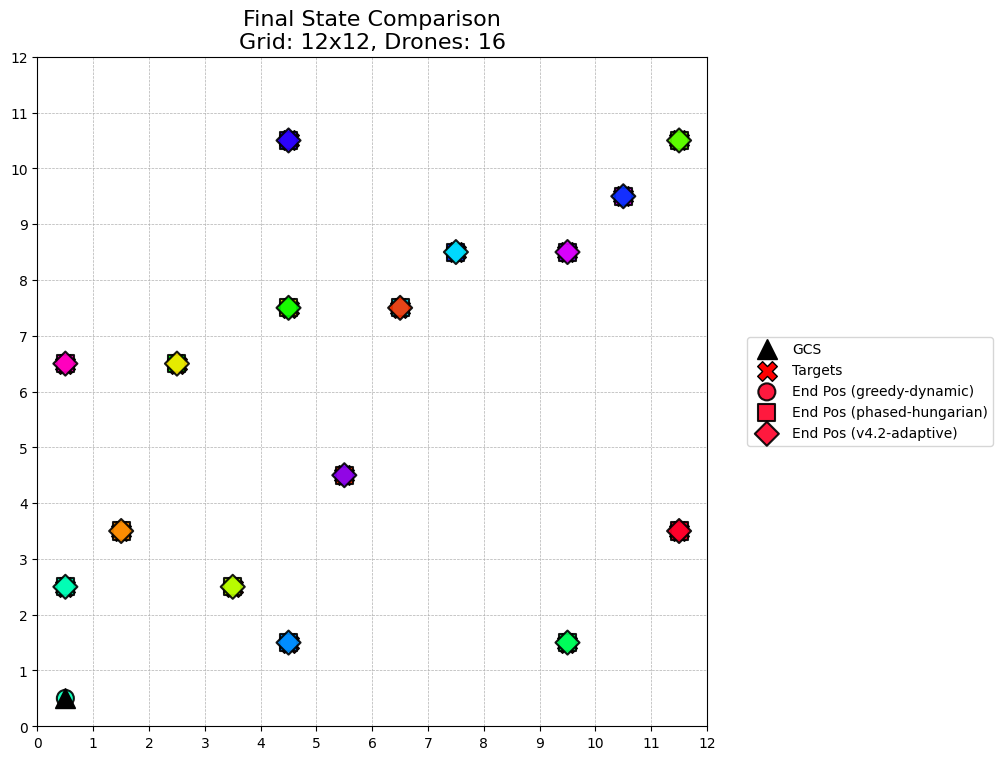 Final State Comparison
Grid: 12x12, Drones: 16
12
11
10
9
8
7
6
5
4
3
2
1
0
0 1 2 3 4 5 6 7 8 9 10 11 12
GCS
Targets
End Pos (greedy-dynamic)
End Pos (phased-hungarian)
End Pos (v4.2-adaptive)